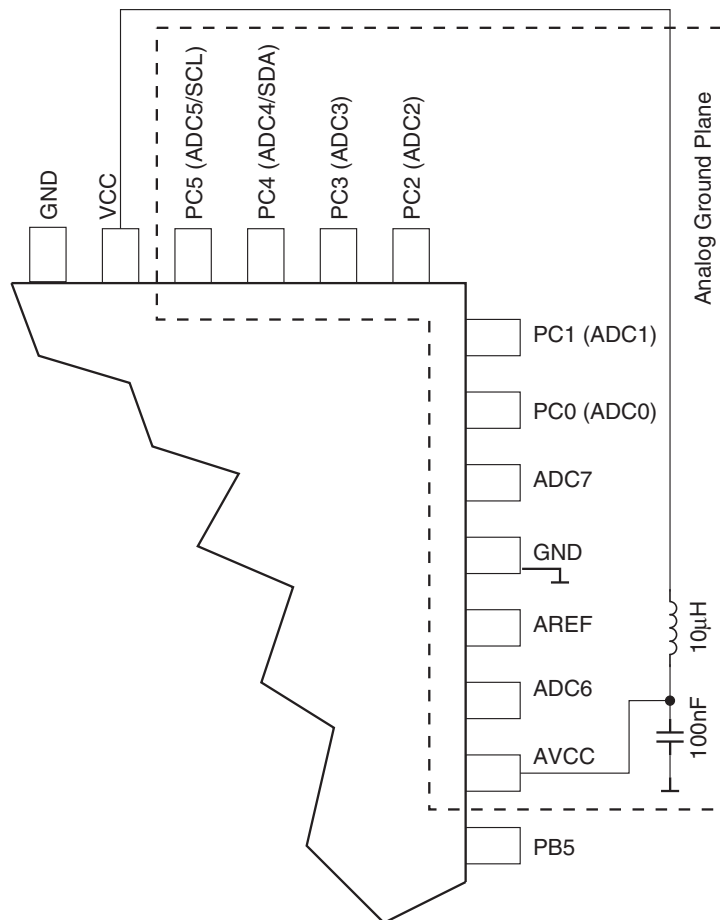 GND
VCC
PC5 (ADC5/SCL)
PC4 (ADC4/SDA)
PC3 (ADC3)
PC2 (ADC2)
Analog Ground Plane
PC1 (ADC1)
PC0 (ADC0)
ADC7
GND
AREF
10μH
ADC6
100nF
AVCC
PB5